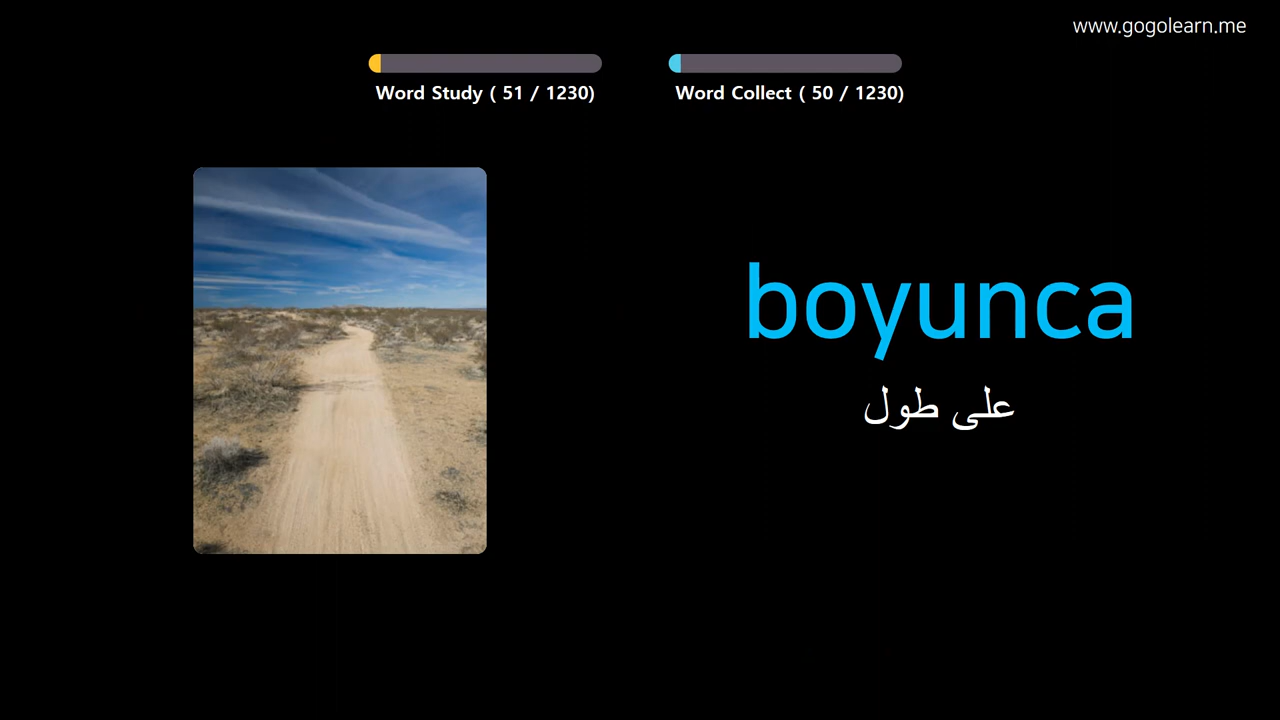 www.gogolearn.me
Word Study ( 51 / 1230)
Word Collect ( 50 / 1230)
boyunca
على طول